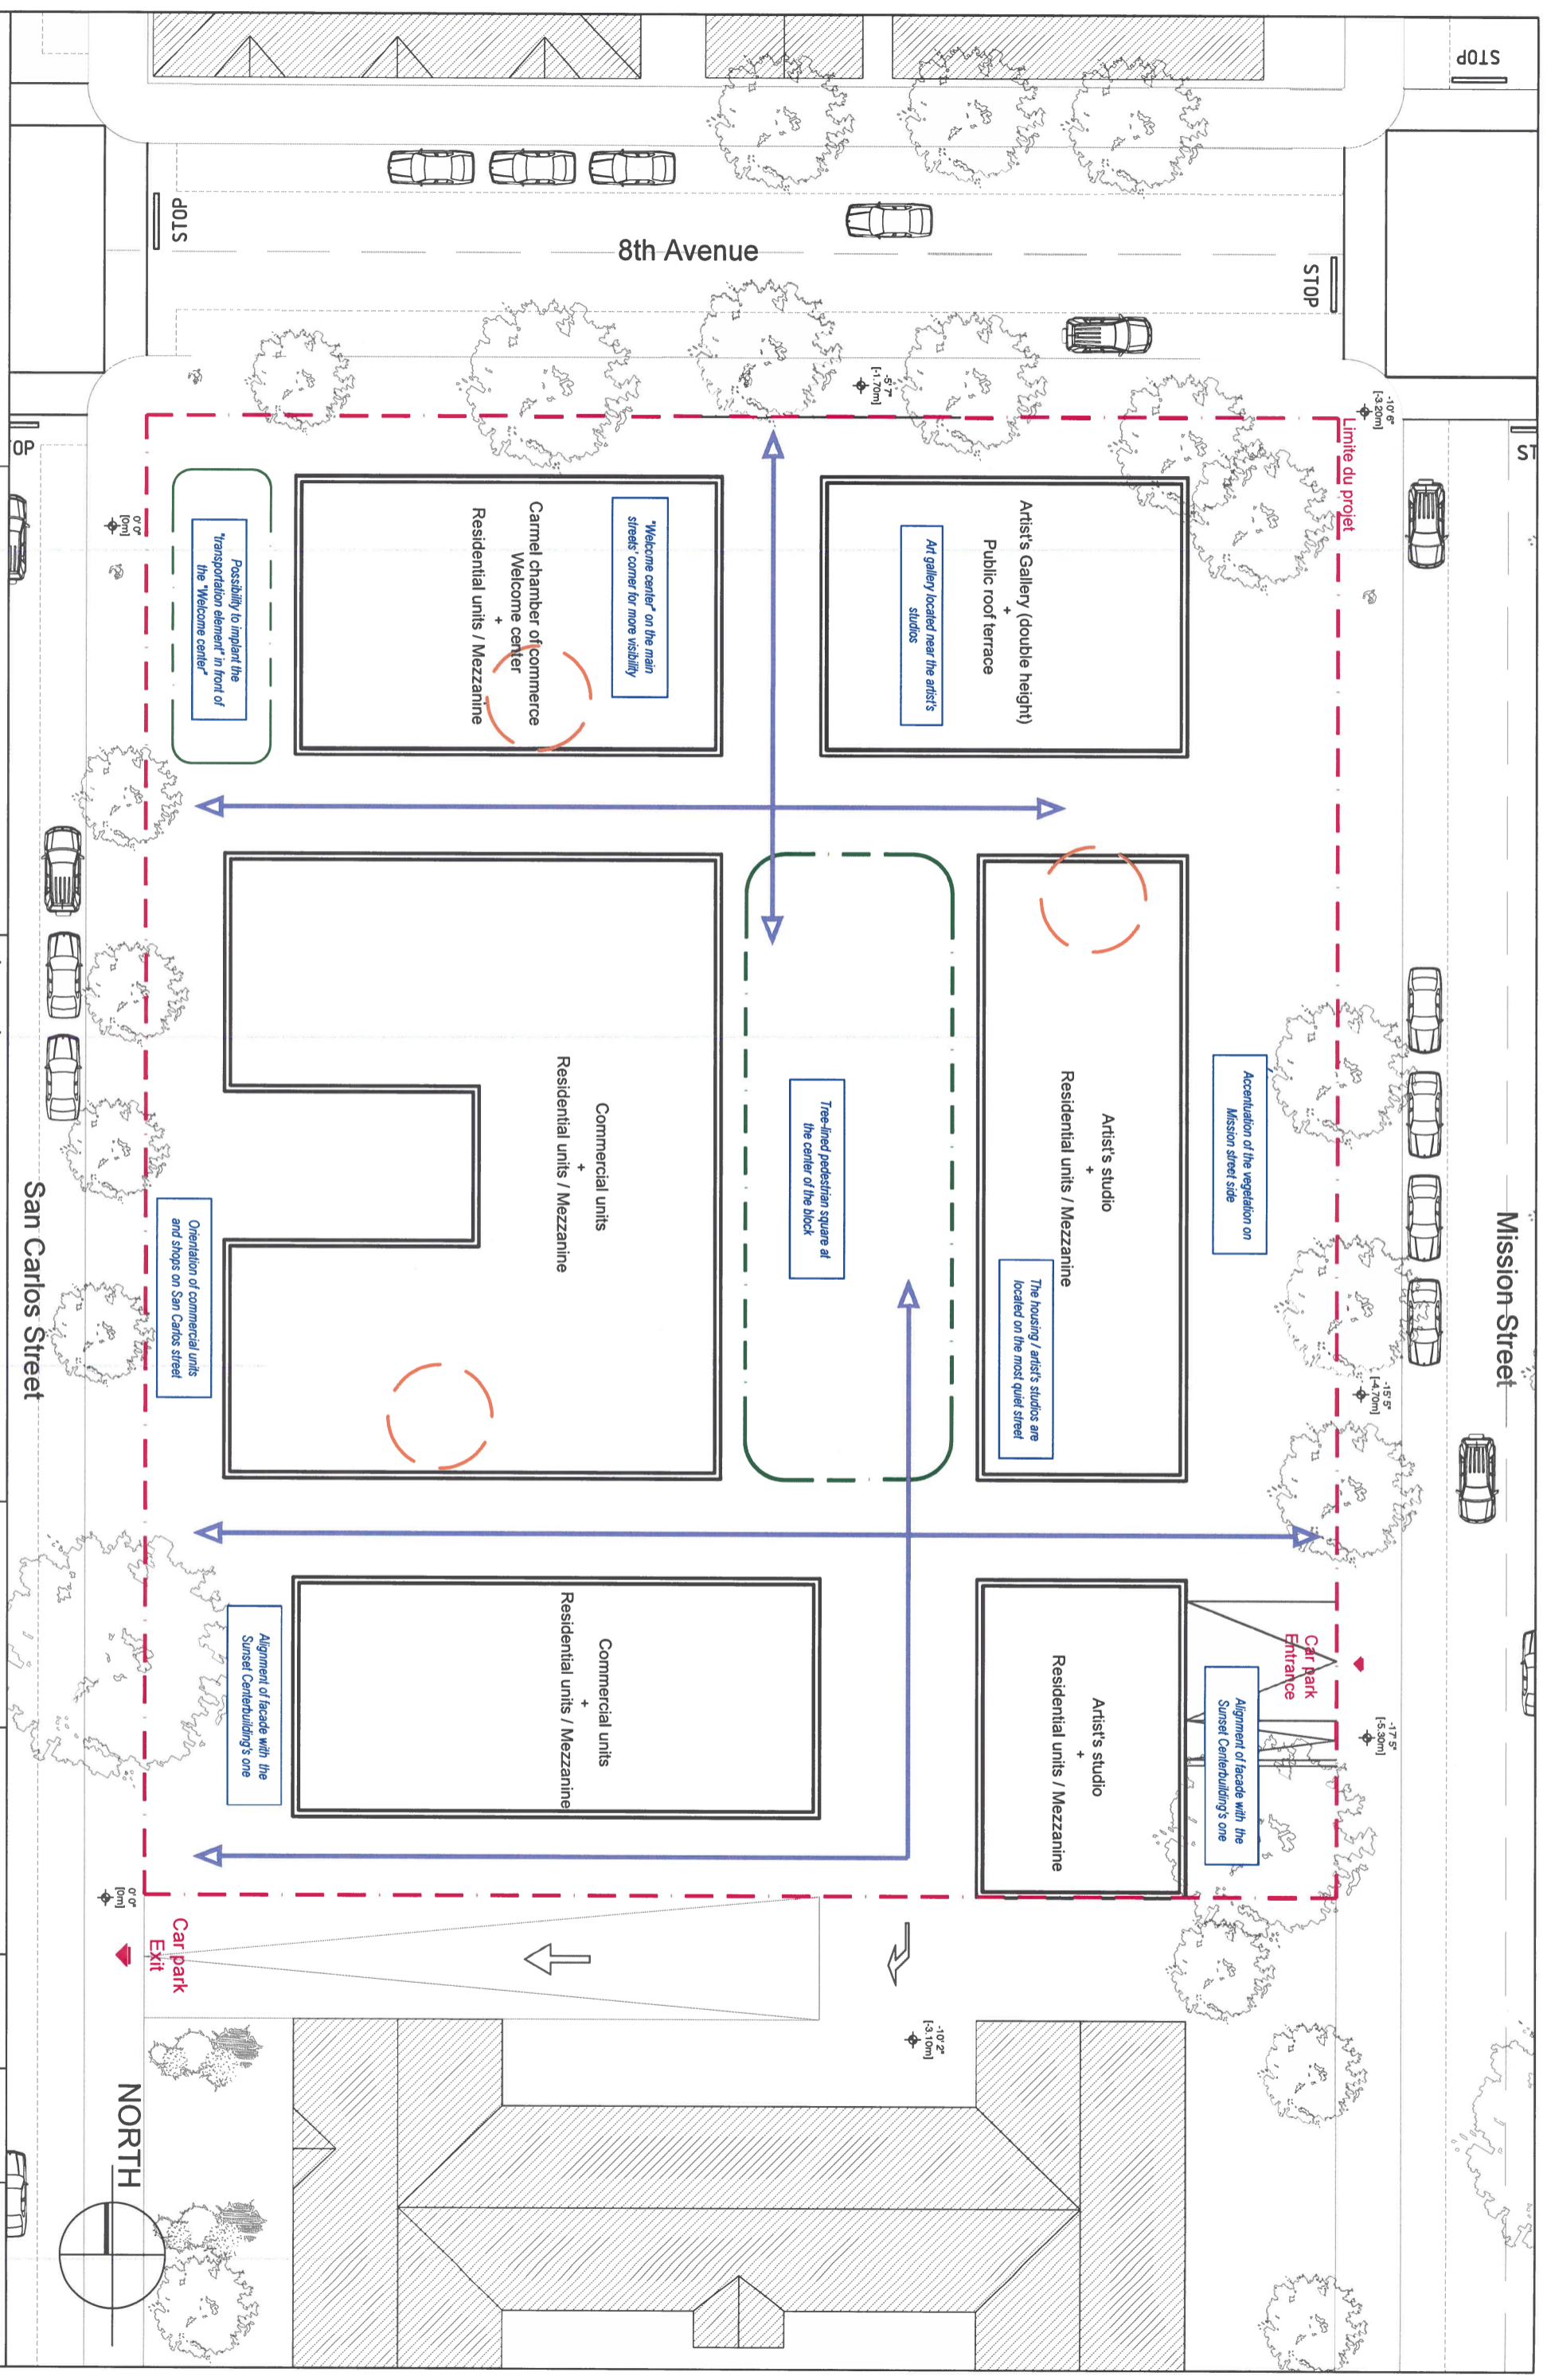 STOP
STOP
8th Avenue
STOP
-5' 7"
[-1.70m]
-10' 6"
[-3.20m]
OP
ST
Limite du projet
0' 0"
[0m]
Possibility to implant the
"transportation element" in front of
the "Welcome center"
Carmel chamber of commerce
Welcome center
+
Residential units / Mezzanine
"Welcome center" on the main
streets' corner for more visibility
Art gallery located near the artist's
studios
Artist's Gallery (double height)
+
Public roof terrace
Mission Street
Accentuation of the vegetation on
Mission street side
Artist's studio
+
Residential units / Mezzanine
The housing / artist's studios are
located on the most quiet street
Tree-lined pedestrian square at
the center of the block
Commercial units
+
Residential units / Mezzanine
Orientation of commercial units
and shops on San Carlos street
San Carlos Street
-15' 5"
[-4.70m]
Car park
Entrance
-17' 5"
[-5.30m]
Alignment of facade with the
Sunset Centerbuilding's one
Artist's studio
+
Residential units / Mezzanine
Commercial units
+
Residential units / Mezzanine
Alignment of facade with the
Sunset Centerbuilding's one
0' 0"
[0m]
Car park
Exit
-10' 2"
[-3.10m]
NORTH